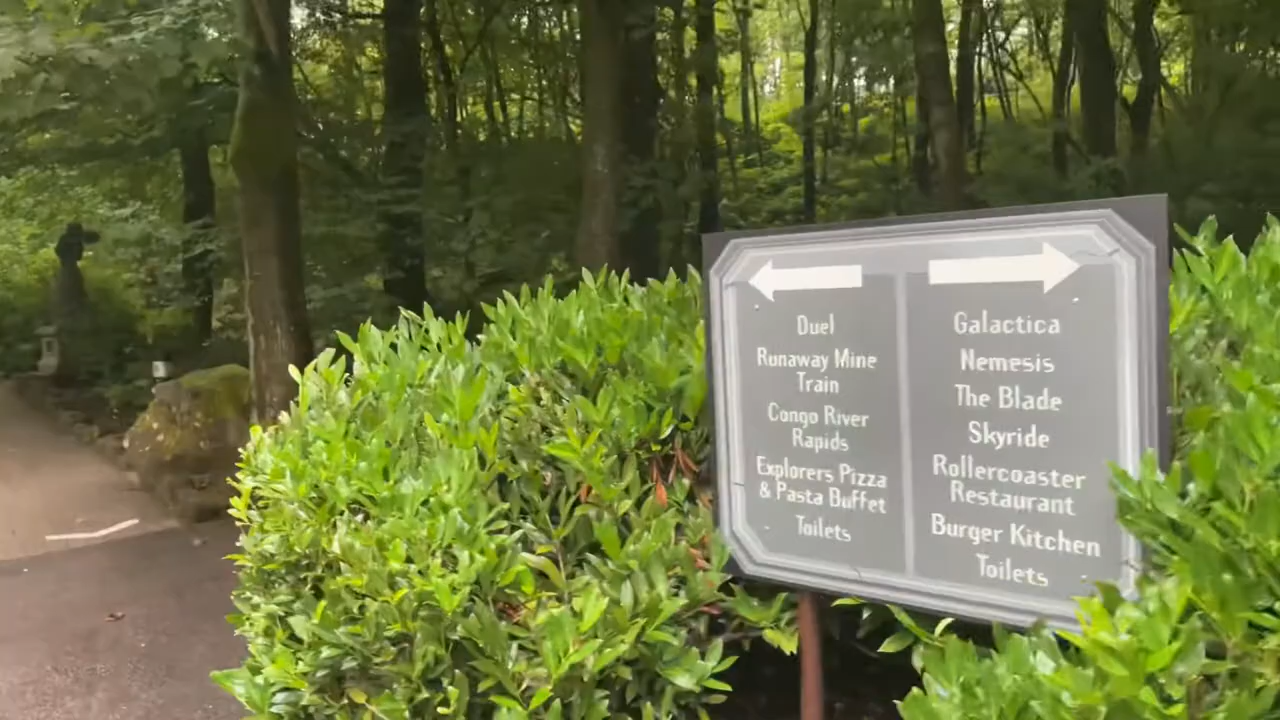 Duel
Runaway Mine
Train
Congo River
Rapids
Explorers Pizza
& Pasta Buffet
Toilets
Galactica
Nemesis
The Blade
Skyride
Rollercoaster
Restaurant
Burger Kitchen
Toilets